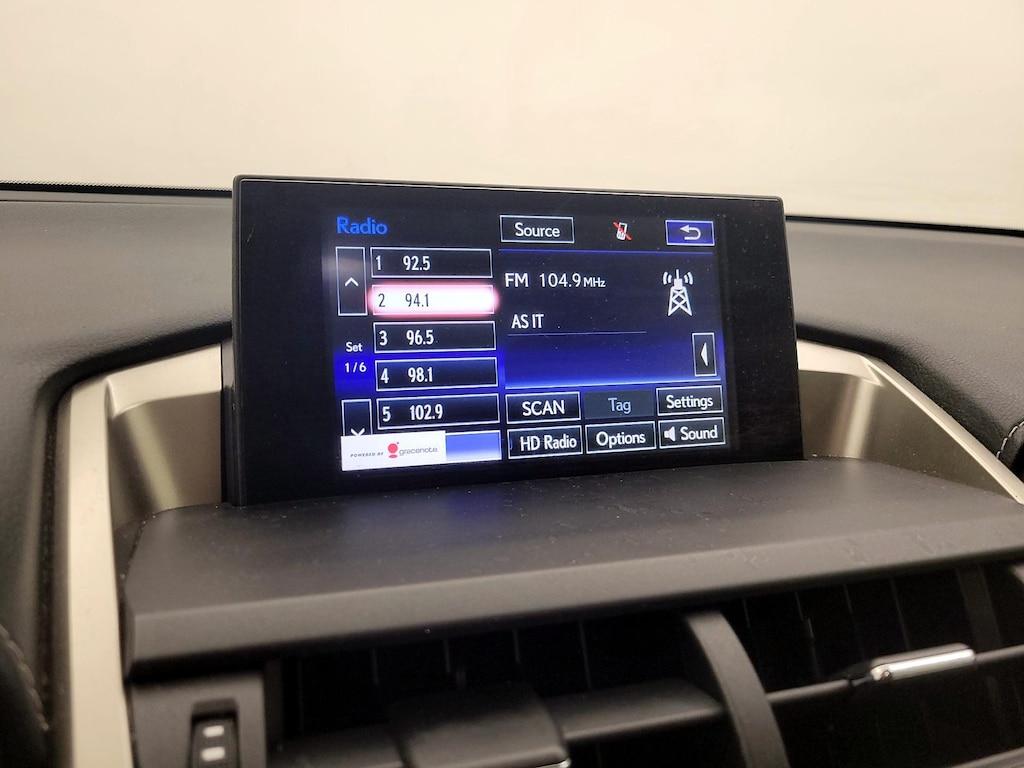 Radio
Source
1 92.5
2 94.1
3 96.5
4 98.1
5 102.9
Set
1/6
FM 104.9 MHz
AS IT
SCAN
Tag
Settings
HD Radio
Options
Sound
POWERED BY gracenote.